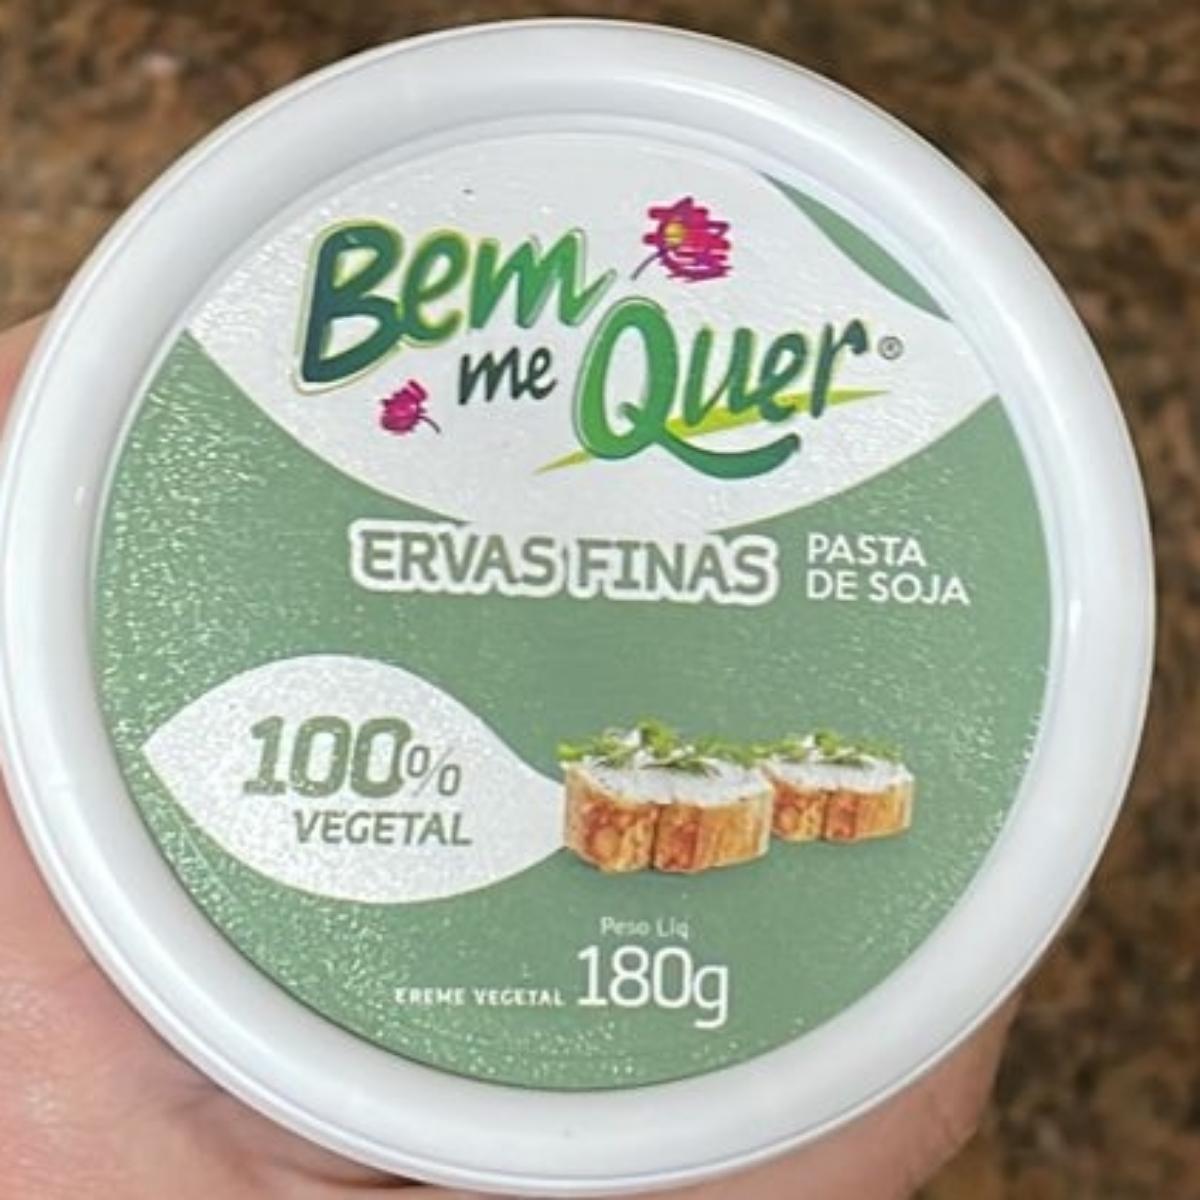 Bem
me Quer®
ERVAS FINAS
PASTA
DE SOJA
100%
VEGETAL
Peso Líq
CREME VEGETAL 180g